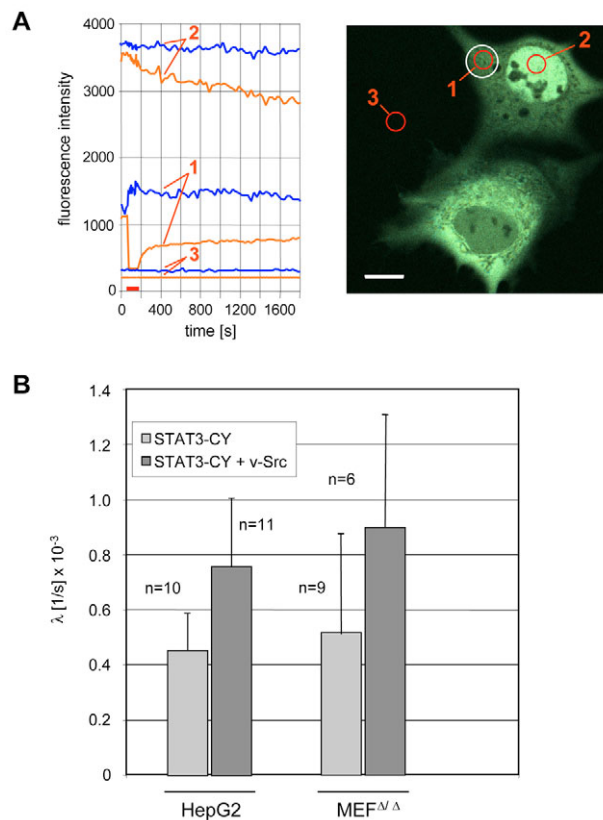 A
fluorescence intensity
4000
3000
2000
1000
0
2
1
3
0 400 800 1200 1600
time [s]
1
2
3
B
λ [1/s] x 10⁻³
1.4
1.2
1.0
0.8
0.6
0.4
0.2
0
STAT3-CY
STAT3-CY + v-Src
n=10
n=11
n=9
n=6
HepG2
MEF^Δ/Δ